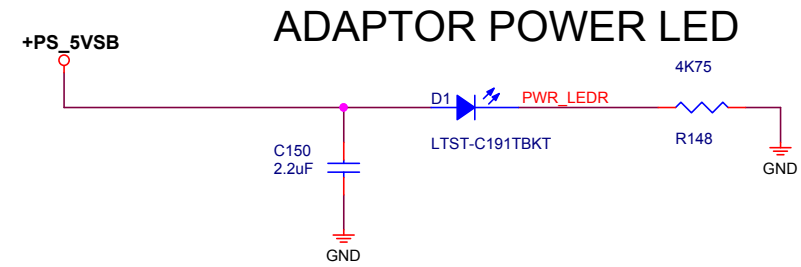 ADAPTOR POWER LED
+PS_5VSB
4K75
D1
PWR_LEDR
LTST-C191TBKT
R148
C150
2.2uF
GND
GND